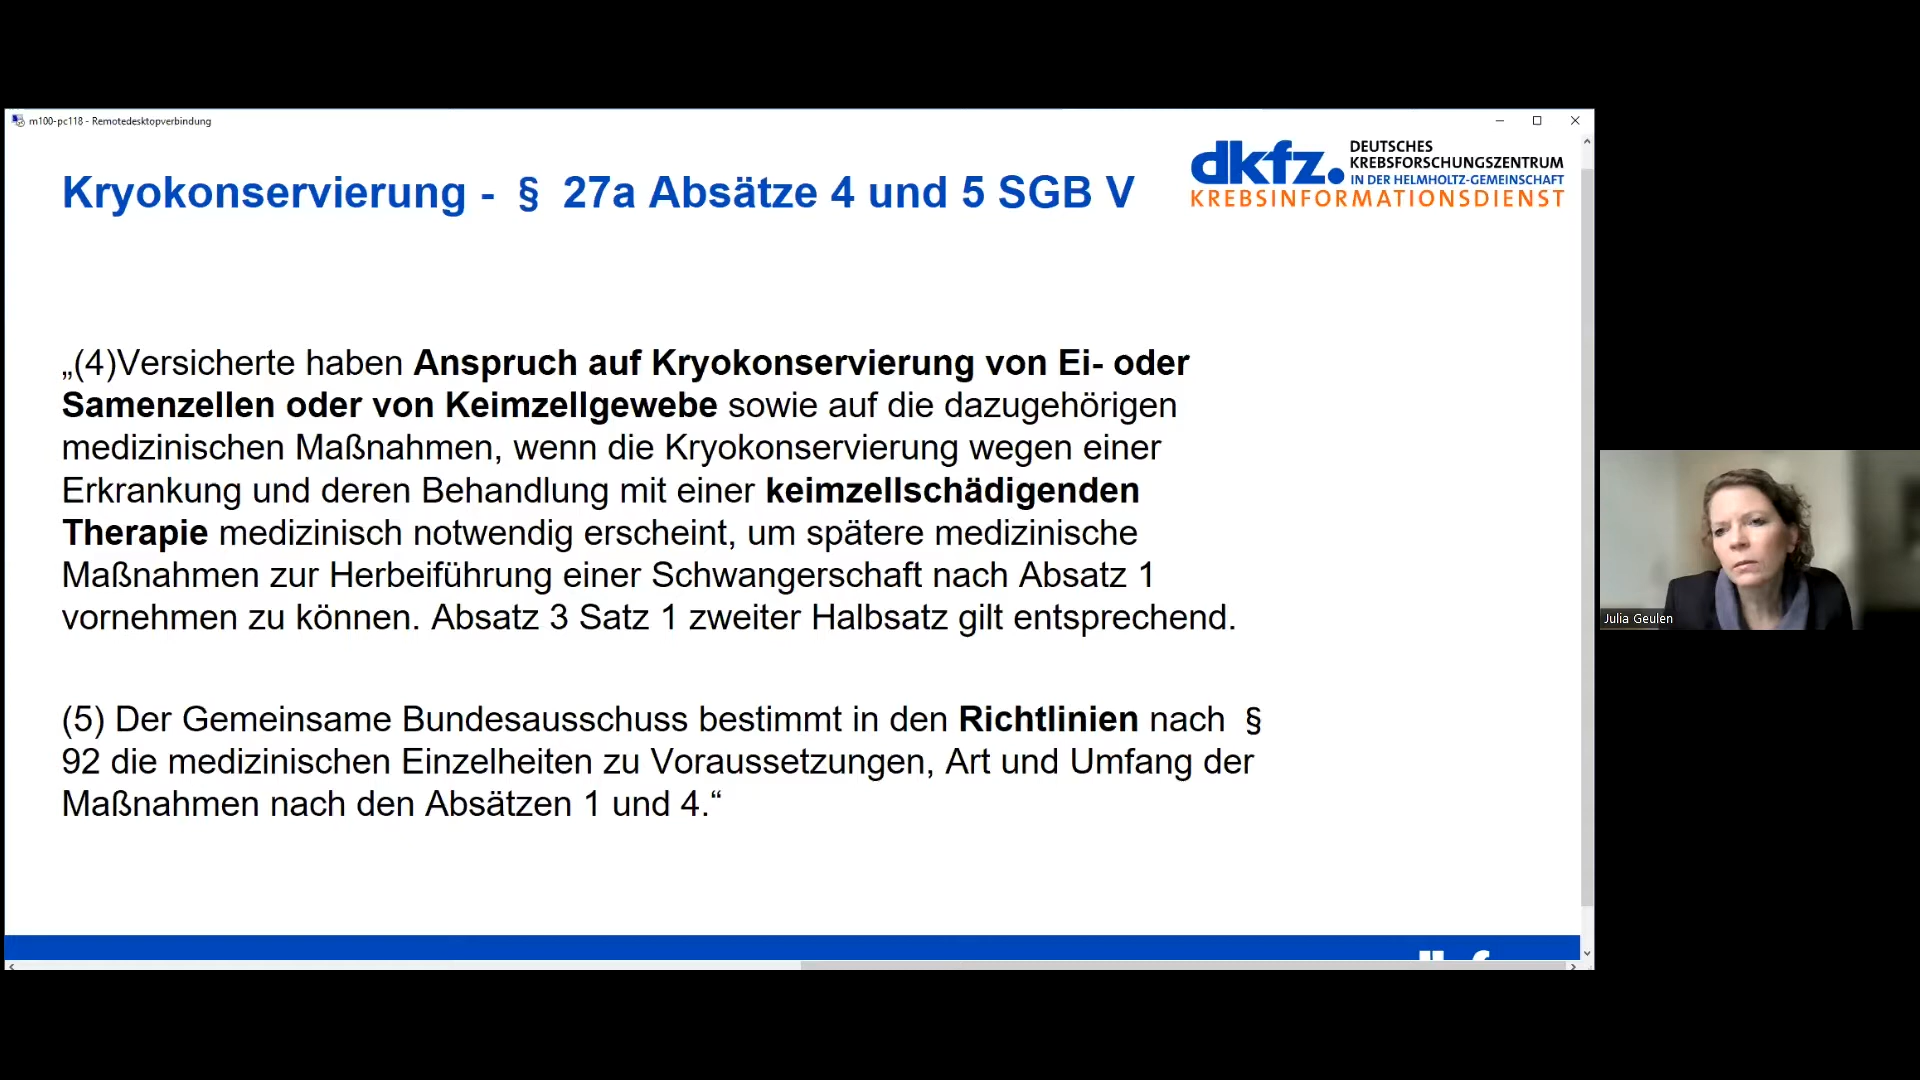 m100-pc118 - Remotedesktopverbindung
Kryokonservierung - § 27a Absätze 4 und 5 SGB V
dkfz.
DEUTSCHES
KREBSFORSCHUNGSZENTRUM
IN DER HELMHOLTZ-GEMEINSCHAFT
KREBSINFORMATIONSDIENST
„(4)Versicherte haben Anspruch auf Kryokonservierung von Ei- oder
Samenzellen oder von Keimzellgewebe sowie auf die dazugehörigen
medizinischen Maßnahmen, wenn die Kryokonservierung wegen einer
Erkrankung und deren Behandlung mit einer keimzellschädigenden
Therapie medizinisch notwendig erscheint, um spätere medizinische
Maßnahmen zur Herbeiführung einer Schwangerschaft nach Absatz 1
vornehmen zu können. Absatz 3 Satz 1 zweiter Halbsatz gilt entsprechend.
(5) Der Gemeinsame Bundesausschuss bestimmt in den Richtlinien nach §
92 die medizinischen Einzelheiten zu Voraussetzungen, Art und Umfang der
Maßnahmen nach den Absätzen 1 und 4.“
Julia Geulen